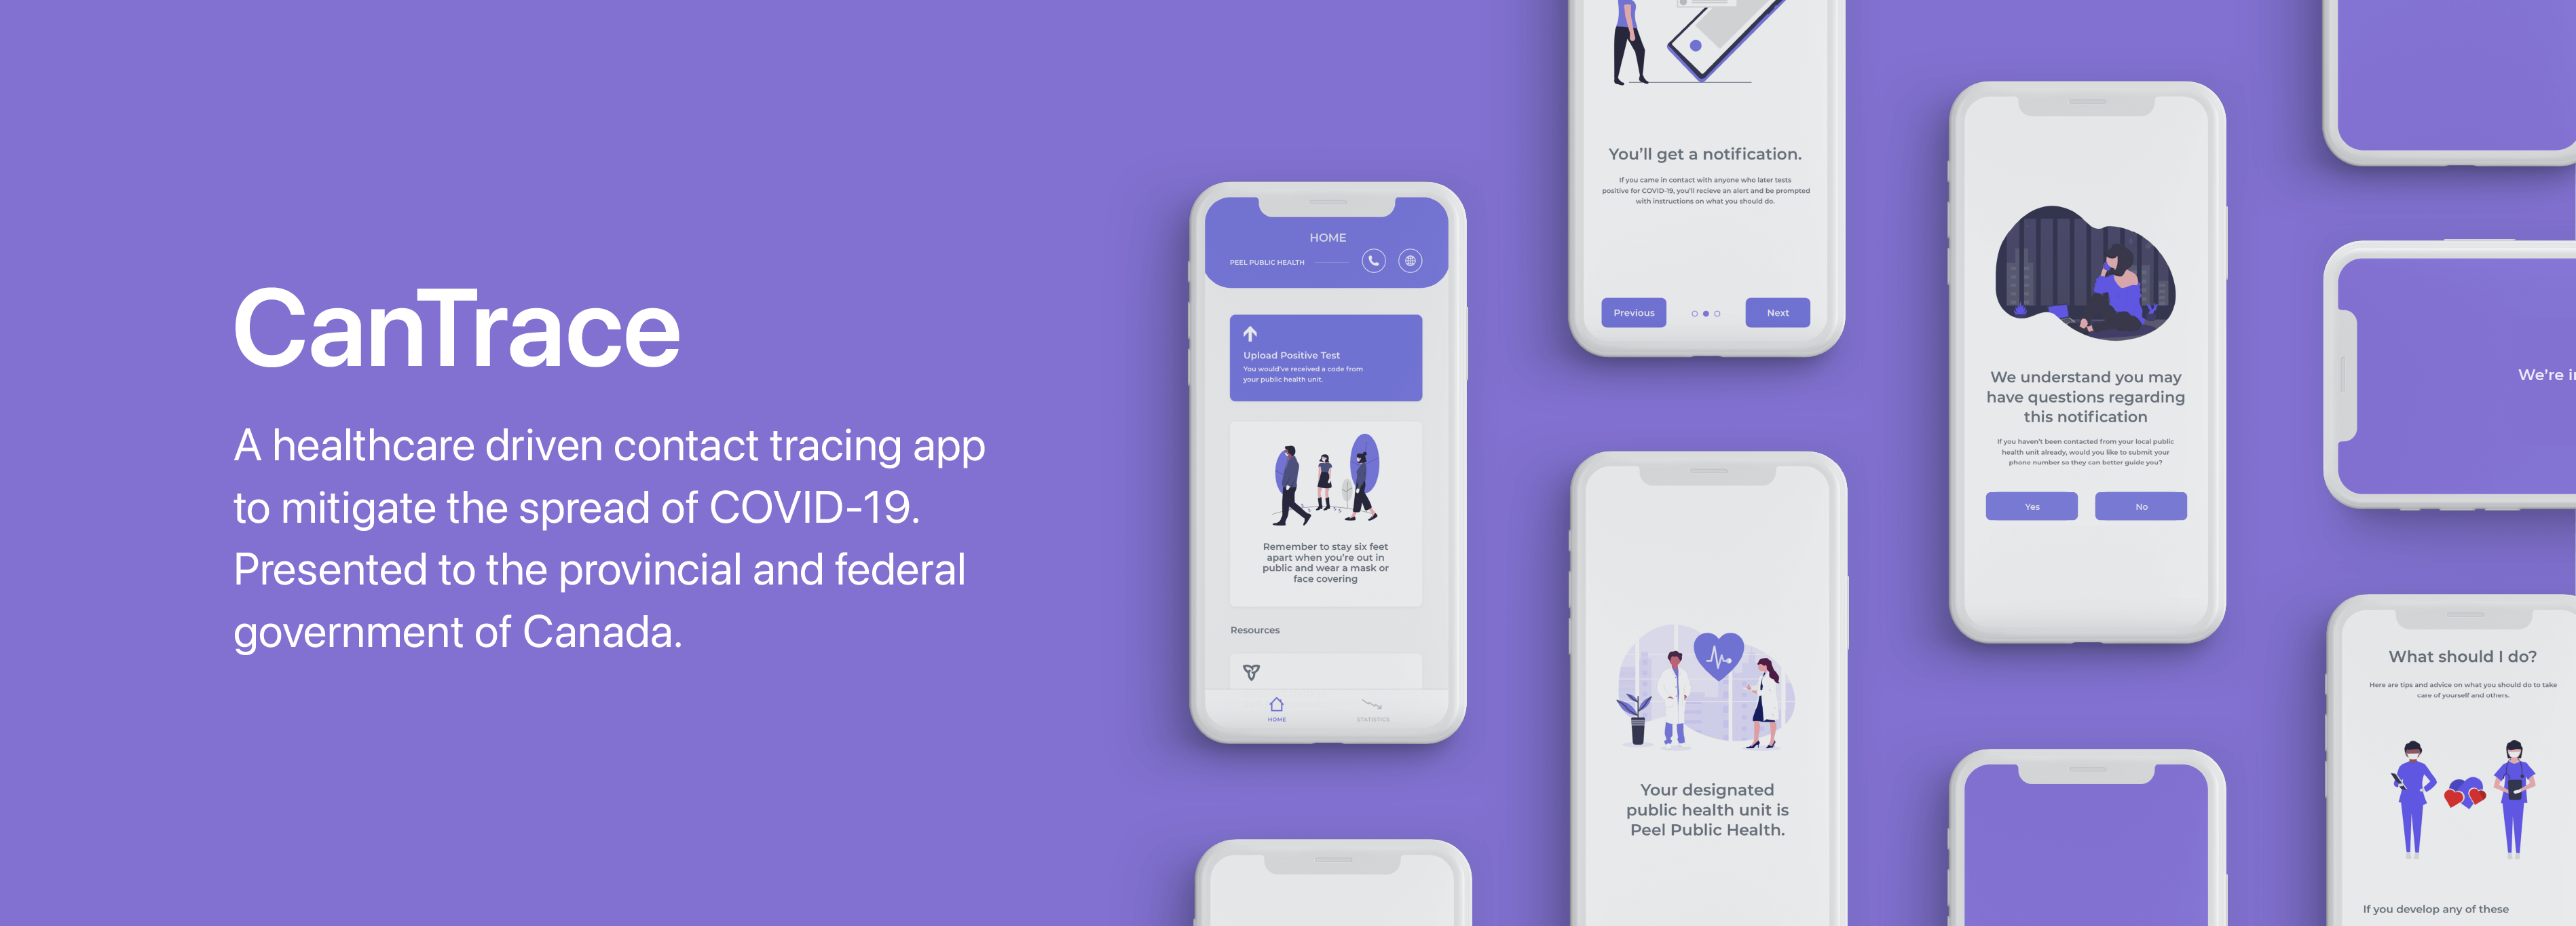 CanTrace
A healthcare driven contact tracing app
to mitigate the spread of COVID-19.
Presented to the provincial and federal
government of Canada.
HOME
PEEL PUBLIC HEALTH
Upload Positive Test
You would've received a code from
your public health unit.
Remember to stay six feet
apart when you're out in
public and wear a mask or
face covering
Resources
HOME
STATISTICS
You'll get a notification.
If you came in contact with anyone who later tests
positive for COVID-19, you'll recieve an alert and be prompted
with instructions on what you should do.
Previous
Next
Your designated
public health unit is
Peel Public Health.
We understand you may
have questions regarding
this notification
If you haven't been contacted from your local public
health unit already, would you like to submit your
phone number so they can better guide you?
Yes
No
We're i
What should I do?
Here are tips and advice on what you should do to take
care of yourself and others.
If you develop any of these